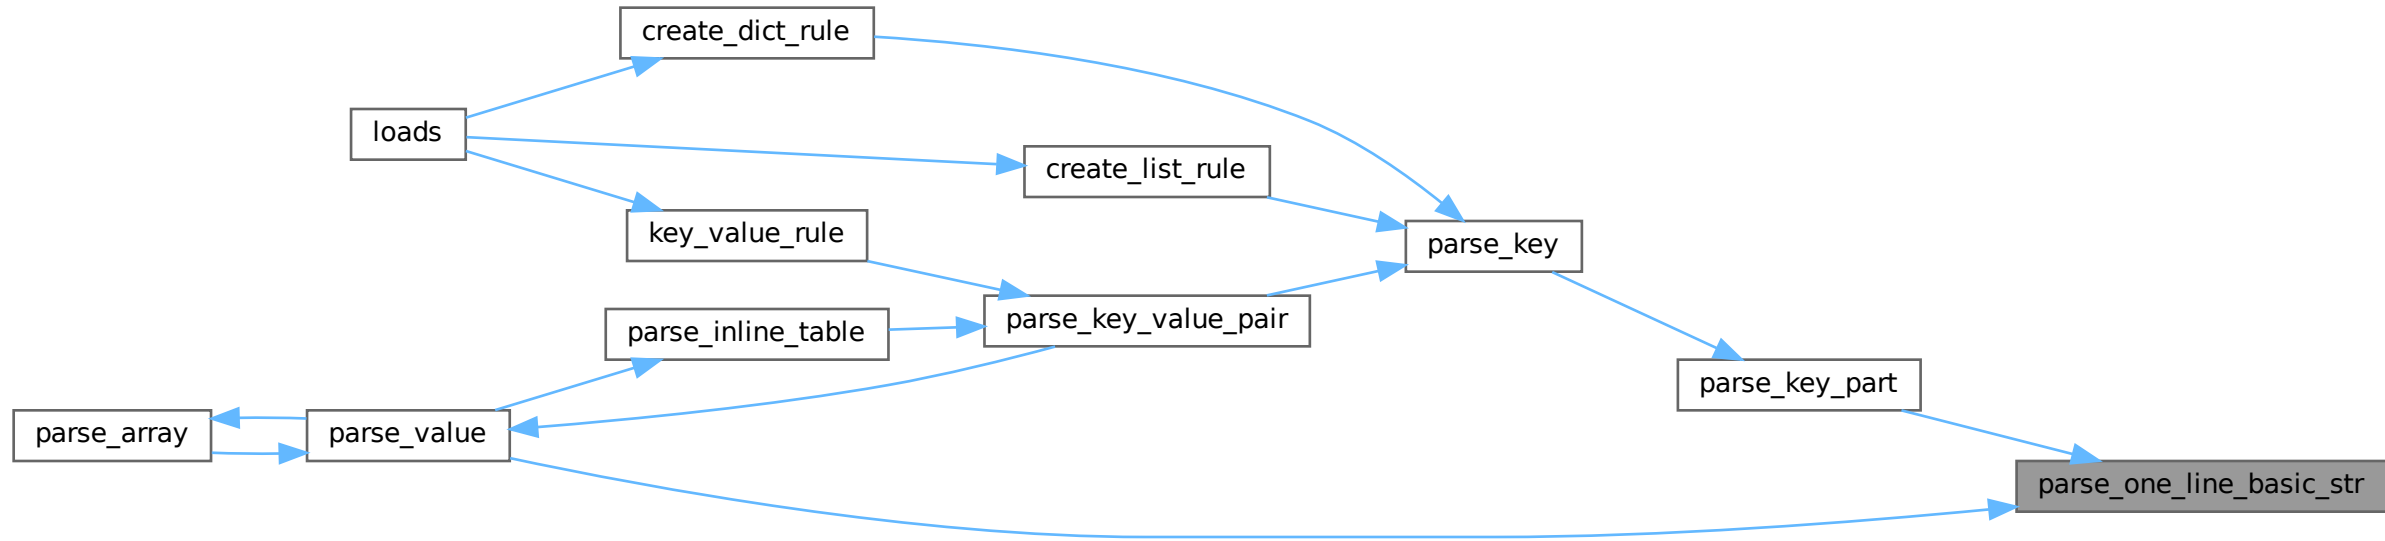 create_dict_rule
loads
create_list_rule
key_value_rule
parse_key
parse_key_value_pair
parse_inline_table
parse_key_part
parse_array
parse_value
parse_one_line_basic_str